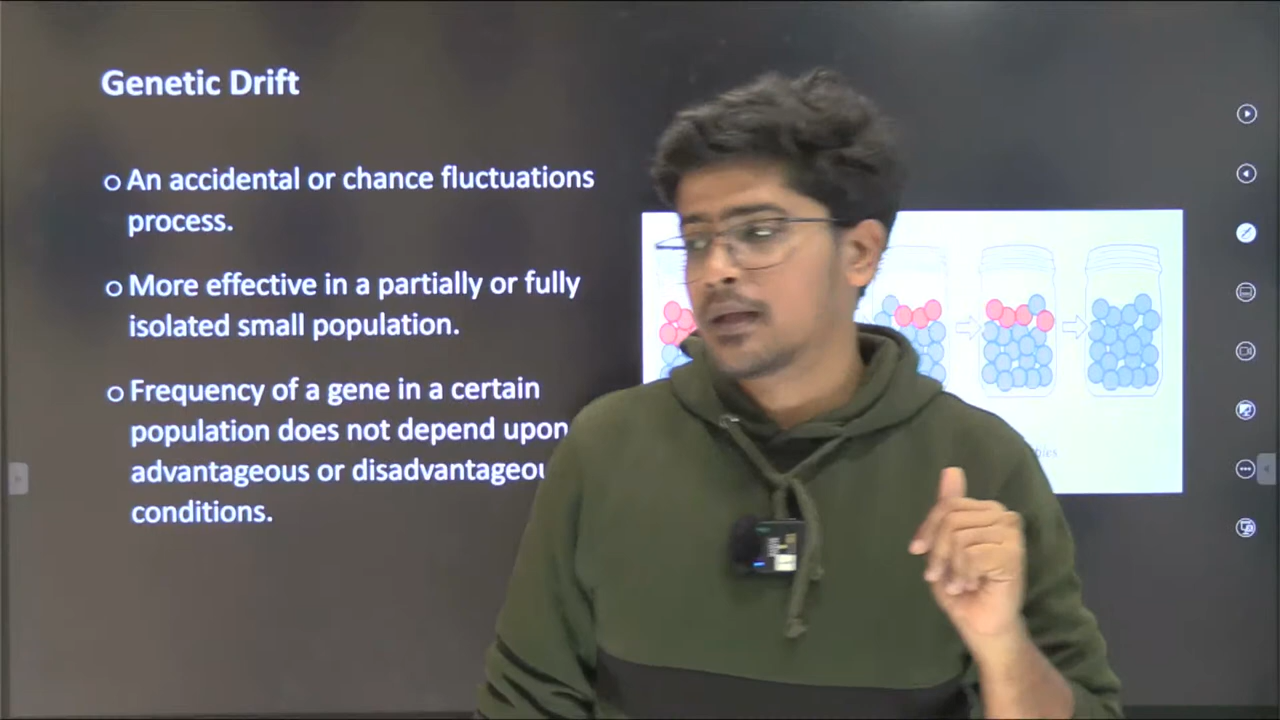 Genetic Drift
An accidental or chance fluctuations
process.
More effective in a partially or fully
isolated small population.
Frequency of a gene in a certain
population does not depend upon
advantageous or
conditions.